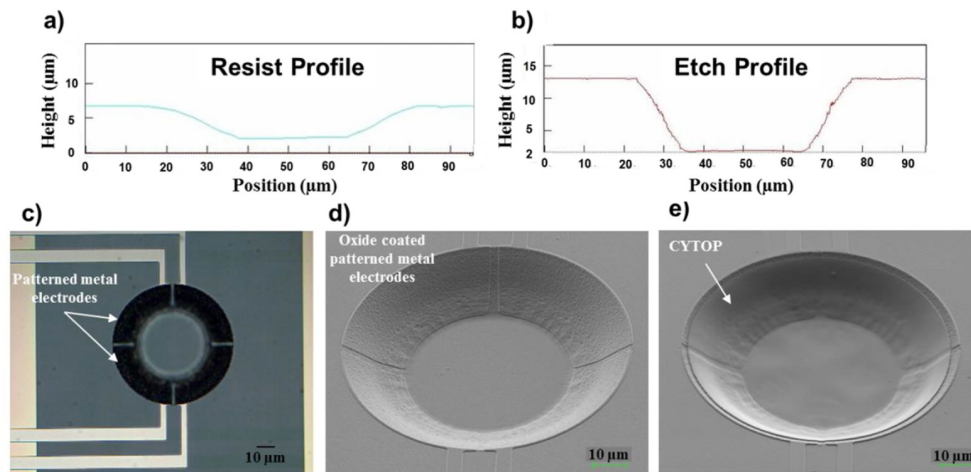 a)
Resist Profile
Height (µm)
10
5
0
0 10 20 30 40 50 60 70 80 90
Position (µm)
b)
Etch Profile
Height (µm)
15
10
5
2
0 10 20 30 40 50 60 70 80 90
Position (µm)
c)
Patterned metal
electrodes
10 µm
d)
Oxide coated
patterned metal
electrodes
10 µm
e)
CYTOP
10 µm